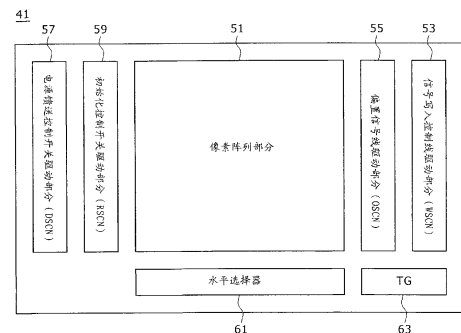 41
57
59
51
55
53
电源馈送控制开关驱动部分(DSCN)
初始化控制开关驱动部分(RSCN)
像素阵列部分
偏置信号线驱动部分(OSCN)
信号写入控制线驱动部分(WSCN)
水平选择器
TG
61
63